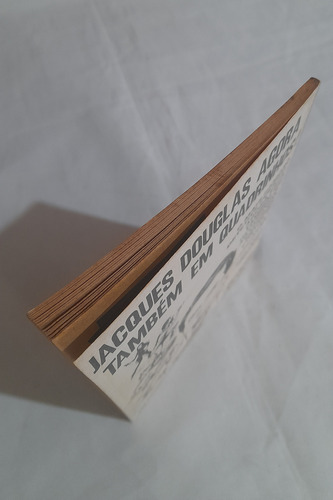 JACQUES DOUGLAS AGORA
TAMBÉM EM QUADRINHOS